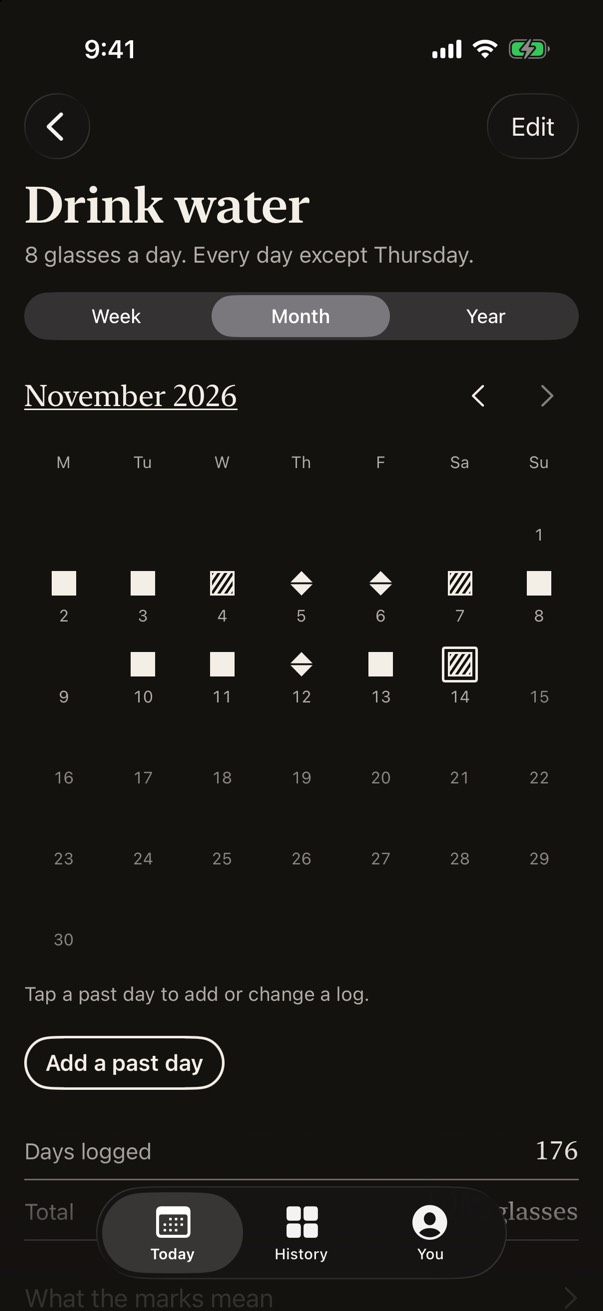 9:41
Edit
Drink water
8 glasses a day. Every day except Thursday.
Week Month Year
November 2026
M Tu W Th F Sa Su
1
2 3 4 5 6 7 8
9 10 11 12 13 14 15
16 17 18 19 20 21 22
23 24 25 26 27 28 29
30
Tap a past day to add or change a log.
Add a past day
Days logged 176
Total glasses
Today History You
What the marks mean